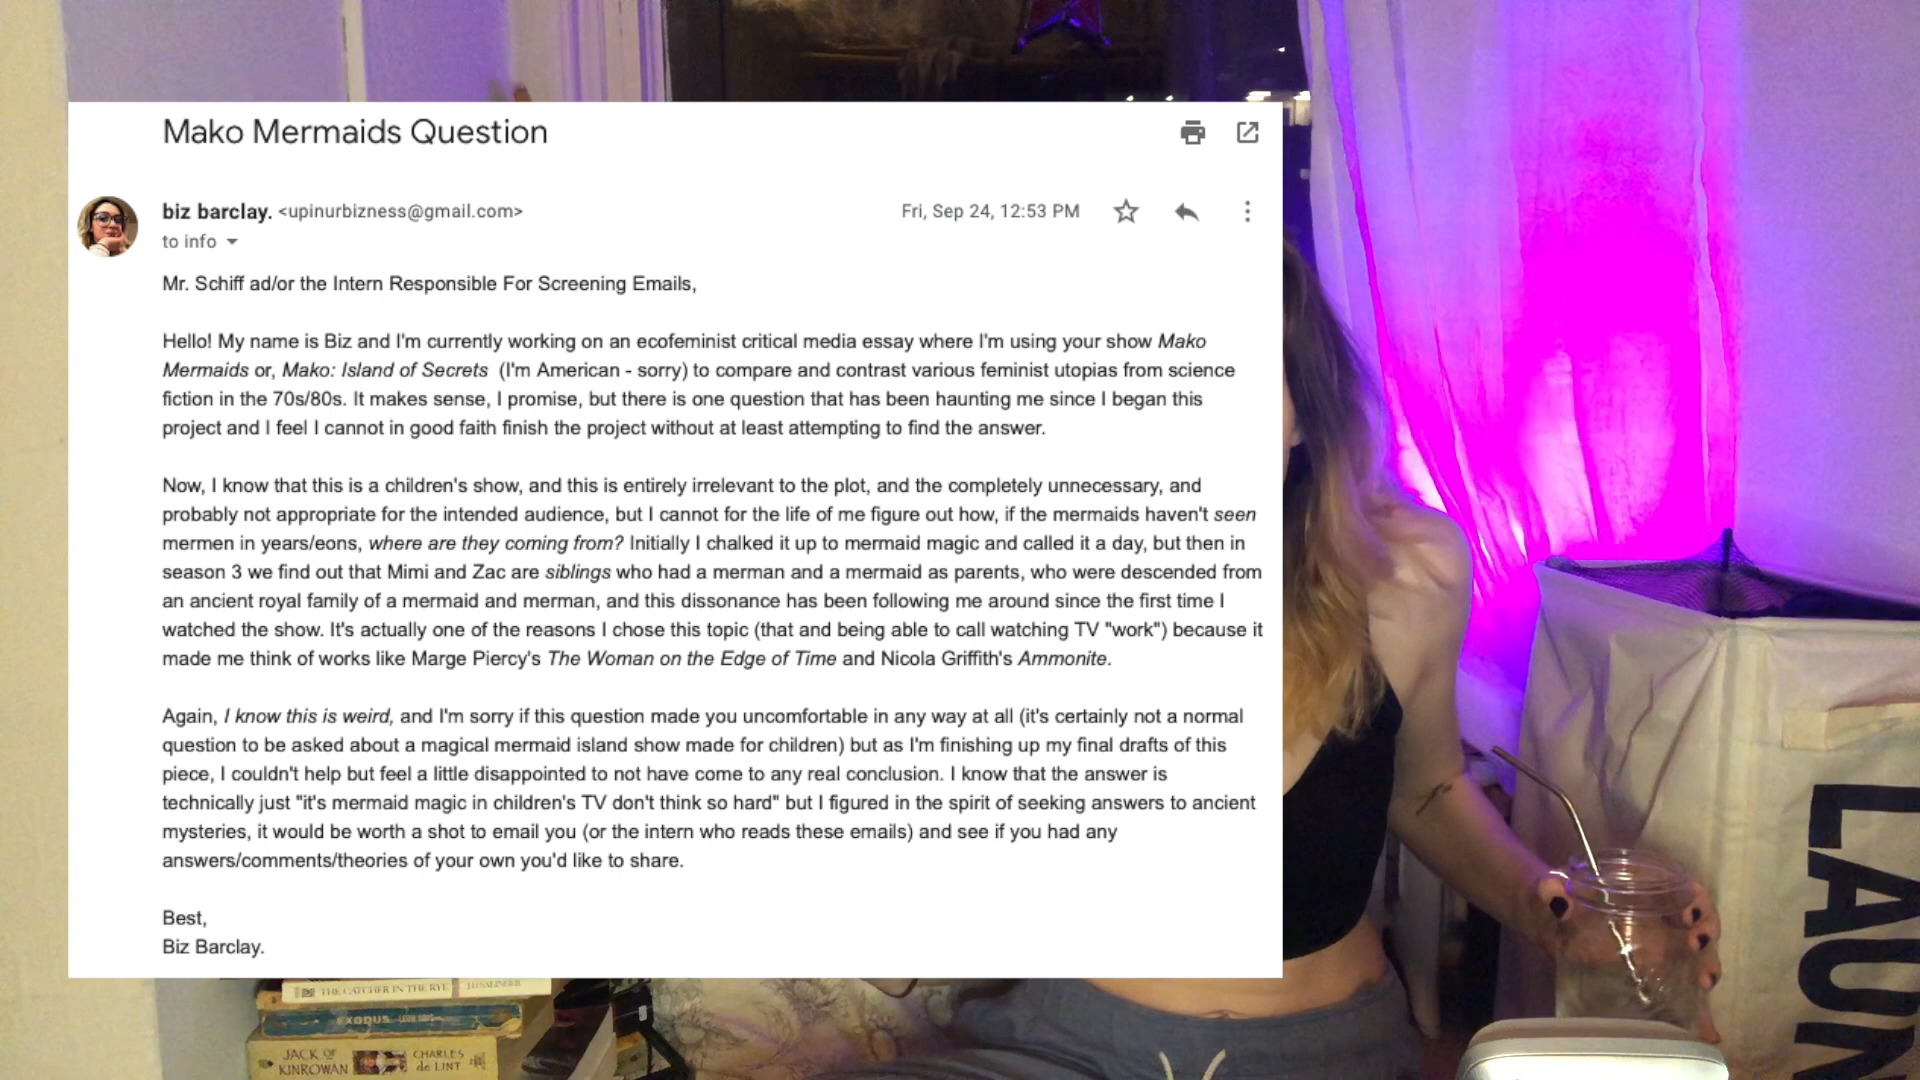 Mako Mermaids Question
biz barclay. <upinurbizness@gmail.com>
Fri, Sep 24, 12:53 PM
to info
Mr. Schiff ad/or the Intern Responsible For Screening Emails,
Hello! My name is Biz and I'm currently working on an ecofeminist critical media essay where I'm using your show Mako
Mermaids or, Mako: Island of Secrets (I'm American - sorry) to compare and contrast various feminist utopias from science
fiction in the 70s/80s. It makes sense, I promise, but there is one question that has been haunting me since I began this
project and I feel I cannot in good faith finish the project without at least attempting to find the answer.
Now, I know that this is a children's show, and this is entirely irrelevant to the plot, and the completely unnecessary, and
probably not appropriate for the intended audience, but I cannot for the life of me figure out how, if the mermaids haven't seen
mermen in years/eons, where are they coming from? Initially I chalked it up to mermaid magic and called it a day, but then in
season 3 we find out that Mimi and Zac are siblings who had a merman and a mermaid as parents, who were descended from
an ancient royal family of a mermaid and merman, and this dissonance has been following me around since the first time I
watched the show. It's actually one of the reasons I chose this topic (that and being able to call watching TV "work") because it
made me think of works like Marge Piercy's The Woman on the Edge of Time and Nicola Griffith's Ammonite.
Again, I know this is weird, and I'm sorry if this question made you uncomfortable in any way at all (it's certainly not a normal
question to be asked about a magical mermaid island show made for children) but as I'm finishing up my final drafts of this
piece, I couldn't help but feel a little disappointed to not have come to any real conclusion. I know that the answer is
technically just "it's mermaid magic in children's TV don't think so hard" but I figured in the spirit of seeking answers to ancient
mysteries, it would be worth a shot to email you (or the intern who reads these emails) and see if you had any
answers/comments/theories of your own you'd like to share.
Best,
Biz Barclay.
THE CATCHER IN THE RYE J.D. SALINGER
EXODUS LEON URIS
JACK OF
KINROWAN
CHARLES
de LINT
LAUN